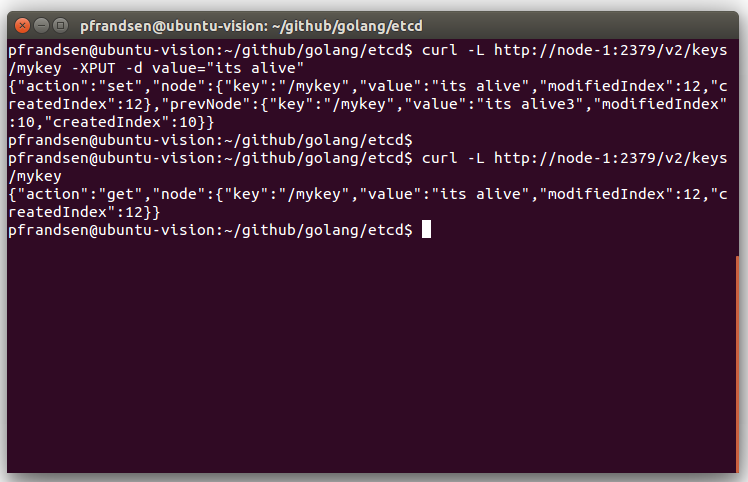 pfrandsen@ubuntu-vision: ~/github/golang/etcd
pfrandsen@ubuntu-vision:~/github/golang/etcd$ curl -L http://node-1:2379/v2/keys
/mykey -XPUT -d value="its alive"
{"action":"set","node":{"key":"/mykey","value":"its alive","modifiedIndex":12,"c
reatedIndex":12},"prevNode":{"key":"/mykey","value":"its alive3","modifiedIndex"
:10,"createdIndex":10}}
pfrandsen@ubuntu-vision:~/github/golang/etcd$
pfrandsen@ubuntu-vision:~/github/golang/etcd$ curl -L http://node-1:2379/v2/keys
/mykey
{"action":"get","node":{"key":"/mykey","value":"its alive","modifiedIndex":12,"c
reatedIndex":12}}
pfrandsen@ubuntu-vision:~/github/golang/etcd$